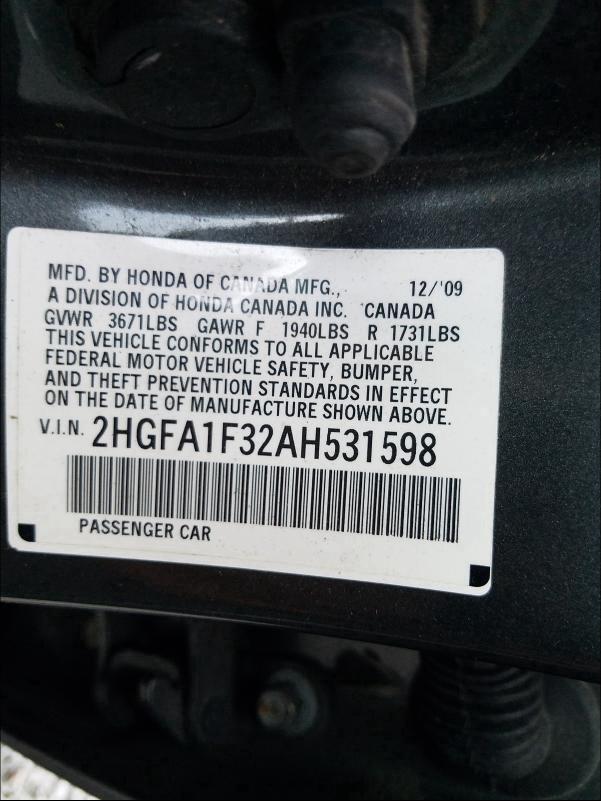 MFD. BY HONDA OF CANADA MFG., 12/'09
A DIVISION OF HONDA CANADA INC. CANADA
GVWR 3671LBS GAWR F 1940LBS R 1731LBS
THIS VEHICLE CONFORMS TO ALL APPLICABLE
FEDERAL MOTOR VEHICLE SAFETY, BUMPER,
AND THEFT PREVENTION STANDARDS IN EFFECT
ON THE DATE OF MANUFACTURE SHOWN ABOVE.
V.I.N. 2HGFA1F32AH531598
PASSENGER CAR